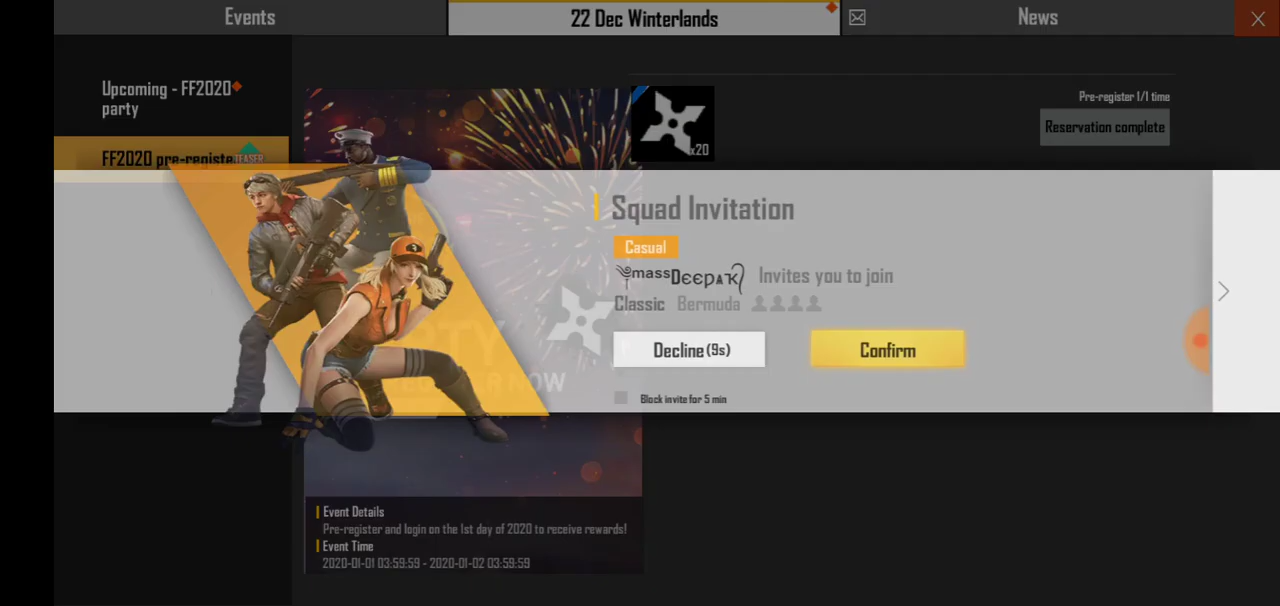 Events
22 Dec Winterlands
News
Upcoming - FF2020
party
FF2020 pre-registe
TEASER
x20
Pre-register 1/1 time
Reservation complete
Squad Invitation
Casual
massDeepaK Invites you to join
Classic Bermuda
Decline(9s)
Confirm
Block invite for 5 min
NOW
Event Details
Pre-register and login on the 1st day of 2020 to receive rewards!
Event Time
2020-01-01 03:59:59 - 2020-01-02 03:59:59